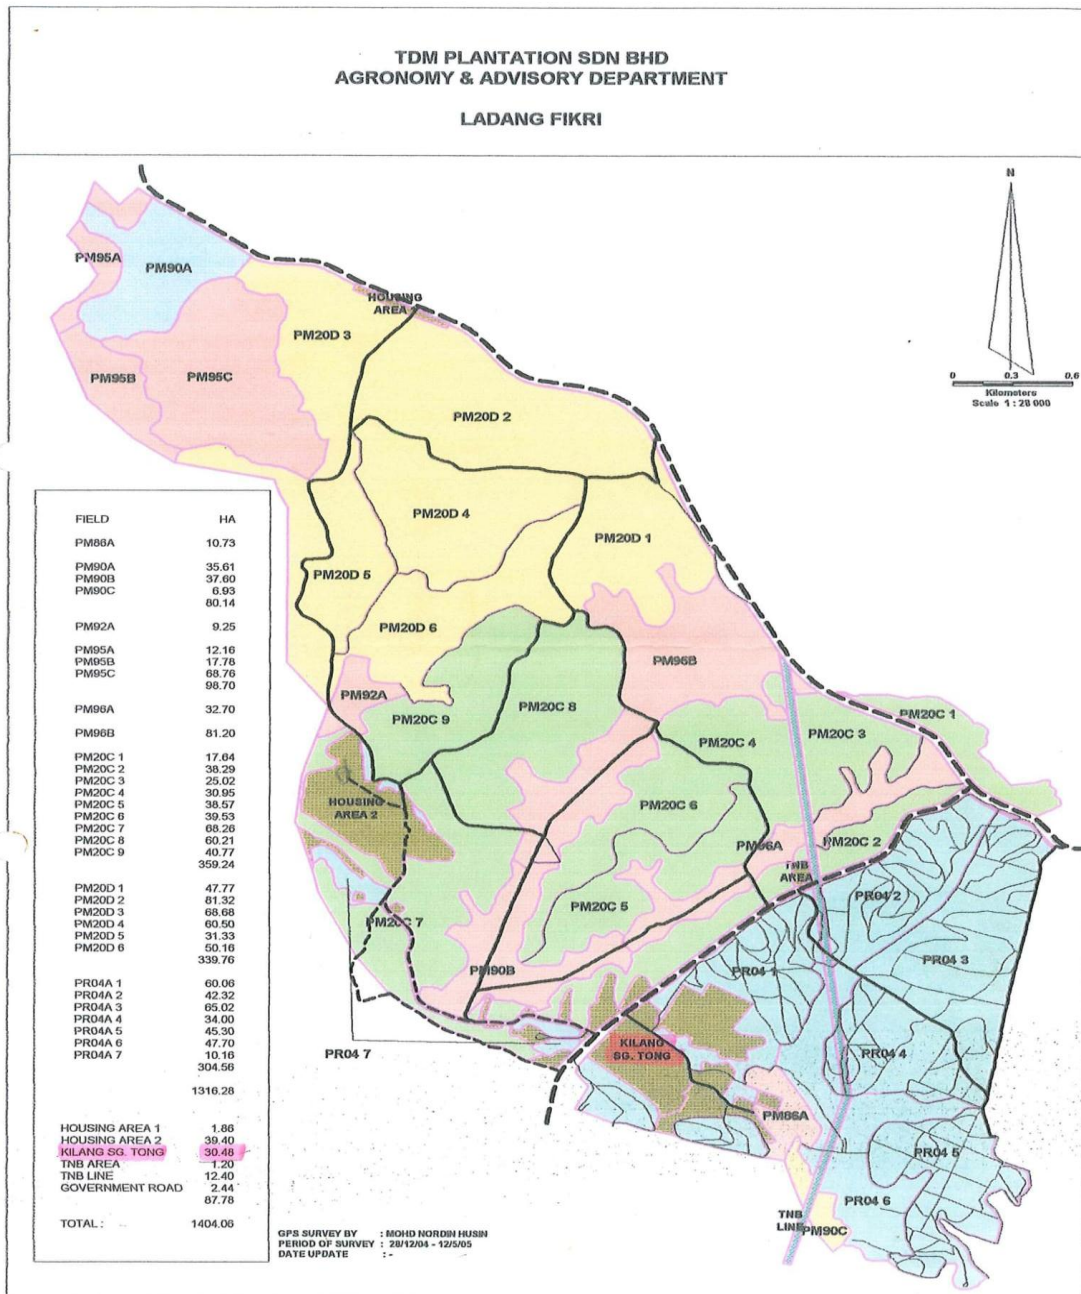 TDM PLANTATION SDN BHD
AGRONOMY & ADVISORY DEPARTMENT
LADANG FIKRI
N
0 0.3 0.6
Kilometers
Scale 1 : 28 000
PM95A
PM90A
HOUSING
AREA
PM20D 3
PM95B
PM95C
PM20D 2
PM20D 4
PM20D 1
PM20D 5
PM20D 6
PM96B
PM92A
PM20C 9
PM20C 8
PM20C 1
PM20C 3
PM20C 4
HOUSING
AREA 2
PM20C 6
PM96A
PM20C 2
TNB
AREA
PR04 2
PM20C 5
PM20C 7
PM90B
PR04 1
PR04 3
PR04 7
KILANG
SG. TONG
PR04 4
PM86A
PR04 5
PR04 6
TNB
LINE
PM90C
FIELD HA
PM86A 10.73
PM90A 35.61
PM90B 37.60
PM90C 6.93
80.14
PM92A 9.25
PM95A 12.16
PM95B 17.78
PM95C 68.76
98.70
PM96A 32.70
PM96B 81.20
PM20C 1 17.64
PM20C 2 38.29
PM20C 3 25.02
PM20C 4 30.95
PM20C 5 38.57
PM20C 6 39.53
PM20C 7 68.26
PM20C 8 60.21
PM20C 9 40.77
359.24
PM20D 1 47.77
PM20D 2 81.32
PM20D 3 68.68
PM20D 4 60.50
PM20D 5 31.33
PM20D 6 50.16
339.76
PR04A 1 60.06
PR04A 2 42.32
PR04A 3 65.02
PR04A 4 34.00
PR04A 5 45.30
PR04A 6 47.70
PR04A 7 10.16
304.56
1316.28
HOUSING AREA 1 1.86
HOUSING AREA 2 39.40
KILANG SG. TONG 30.48
TNB AREA 1.20
TNB LINE 12.40
GOVERNMENT ROAD 2.44
87.78
TOTAL : 1404.06
GPS SURVEY BY : MOHD NORDIN HUSIN
PERIOD OF SURVEY : 28/12/04 - 12/5/05
DATE UPDATE : -